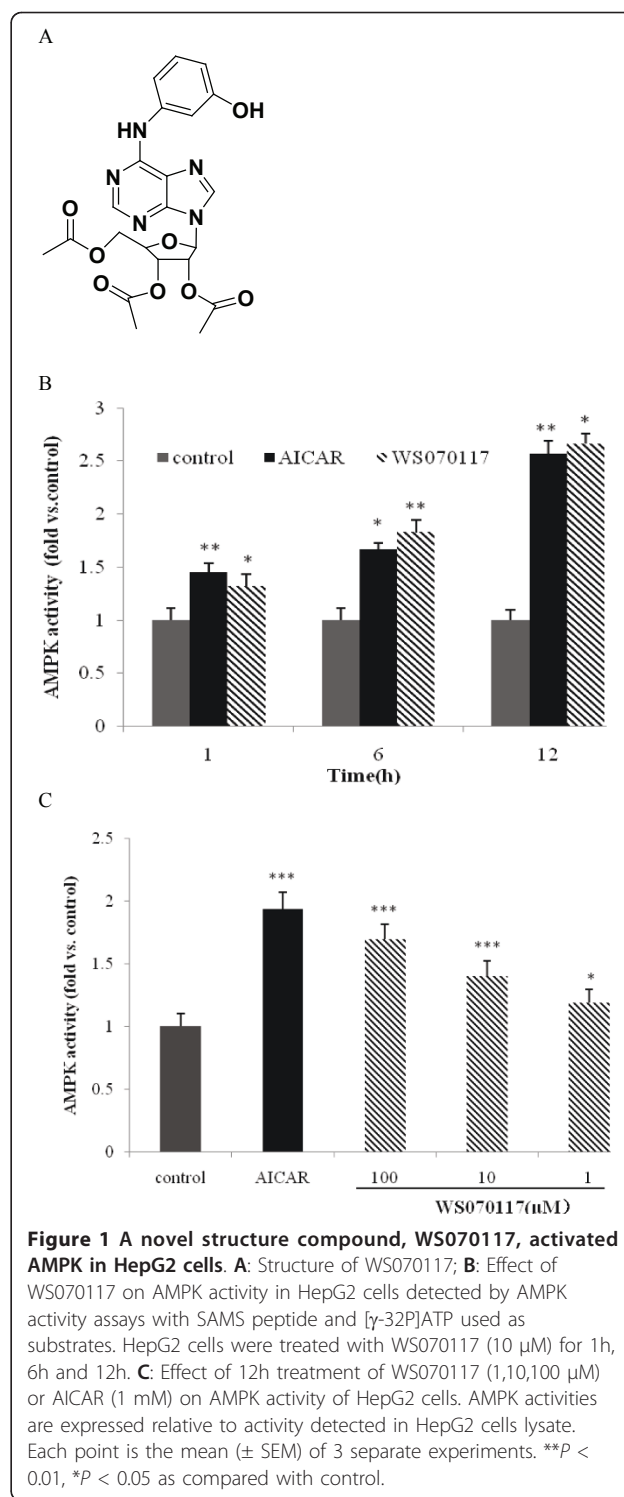 A
HN
OH
N
N
N
N
O
O
O
O
O
O
O
B
AMPK activity (fold vs.control)
3
2.5
2
1.5
1
0.5
0
control AICAR WS070117
** * * ** ** *
1 6 12
Time(h)
C
AMPK activity (fold vs. control)
2.5
2
1.5
1
0.5
0
*** *** *** *
control AICAR 100 10 1
WS070117(μM)
Figure 1 A novel structure compound, WS070117, activated
AMPK in HepG2 cells. A: Structure of WS070117; B: Effect of
WS070117 on AMPK activity in HepG2 cells detected by AMPK
activity assays with SAMS peptide and [γ-32P]ATP used as
substrates. HepG2 cells were treated with WS070117 (10 μM) for 1h,
6h and 12h. C: Effect of 12h treatment of WS070117 (1,10,100 μM)
or AICAR (1 mM) on AMPK activity of HepG2 cells. AMPK activities
are expressed relative to activity detected in HepG2 cells lysate.
Each point is the mean (± SEM) of 3 separate experiments. **P <
0.01, *P < 0.05 as compared with control.